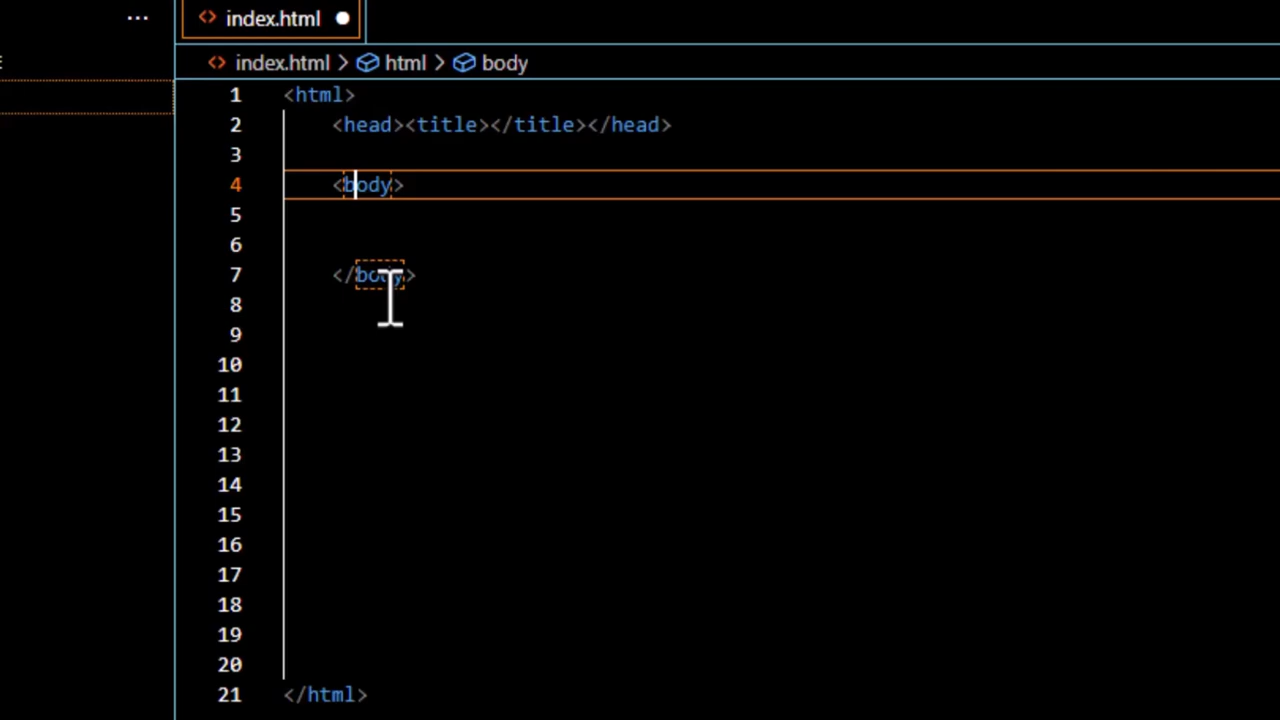 ...
index.html
index.html > html > body
1 <html>
2 <head><title></title></head>
3
4 <body>
5
6
7 </body>
8
9
10
11
12
13
14
15
16
17
18
19
20
21 </html>